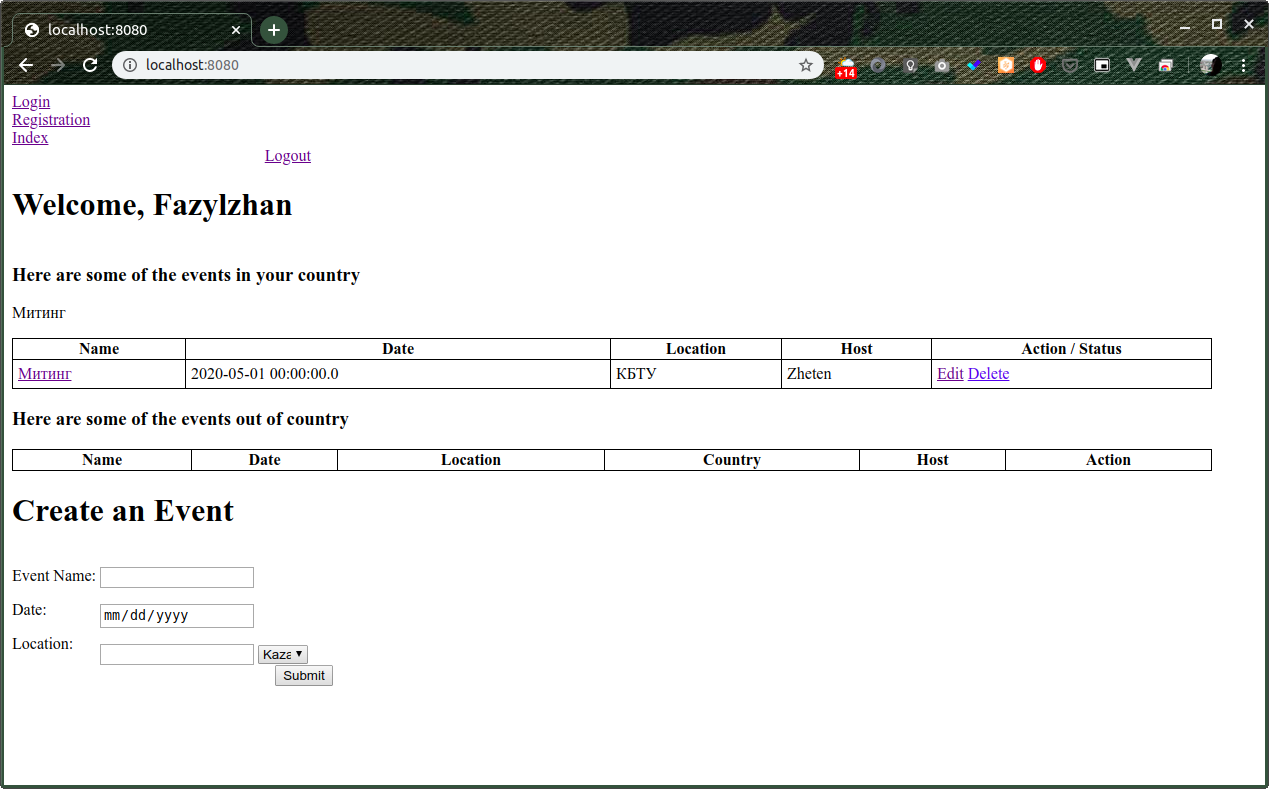 localhost:8080
localhost:8080
+14
Login
Registration
Index
Logout
Welcome, Fazylzhan
Here are some of the events in your country
Митинг
Name Date Location Host Action / Status
Митинг 2020-05-01 00:00:00.0 КБТУ Zheten Edit Delete
Here are some of the events out of country
Name Date Location Country Host Action
Create an Event
Event Name:
Date: mm/dd/yyyy
Location: Kaza
Submit